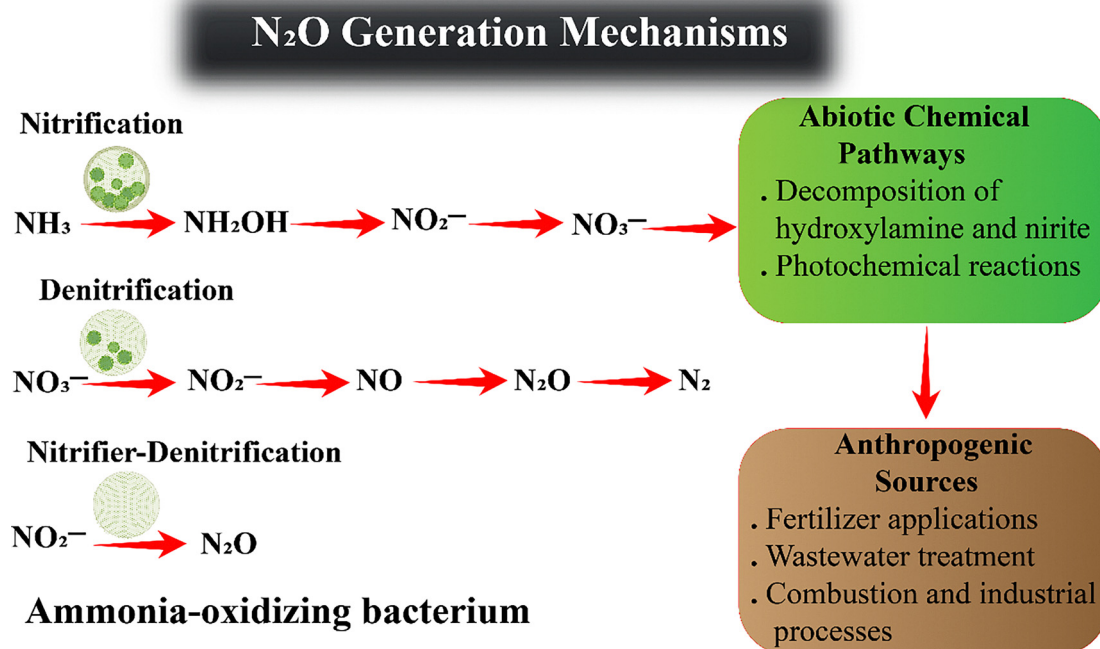 N₂O Generation Mechanisms
Nitrification
NH₃ NH₂OH NO₂⁻ NO₃⁻
Abiotic Chemical
Pathways
. Decomposition of
hydroxylamine and nirite
. Photochemical reactions
Denitrification
NO₃⁻ NO₂⁻ NO N₂O N₂
Nitrifier-Denitrification
NO₂⁻ N₂O
Ammonia-oxidizing bacterium
Anthropogenic
Sources
. Fertilizer applications
. Wastewater treatment
. Combustion and industrial
processes